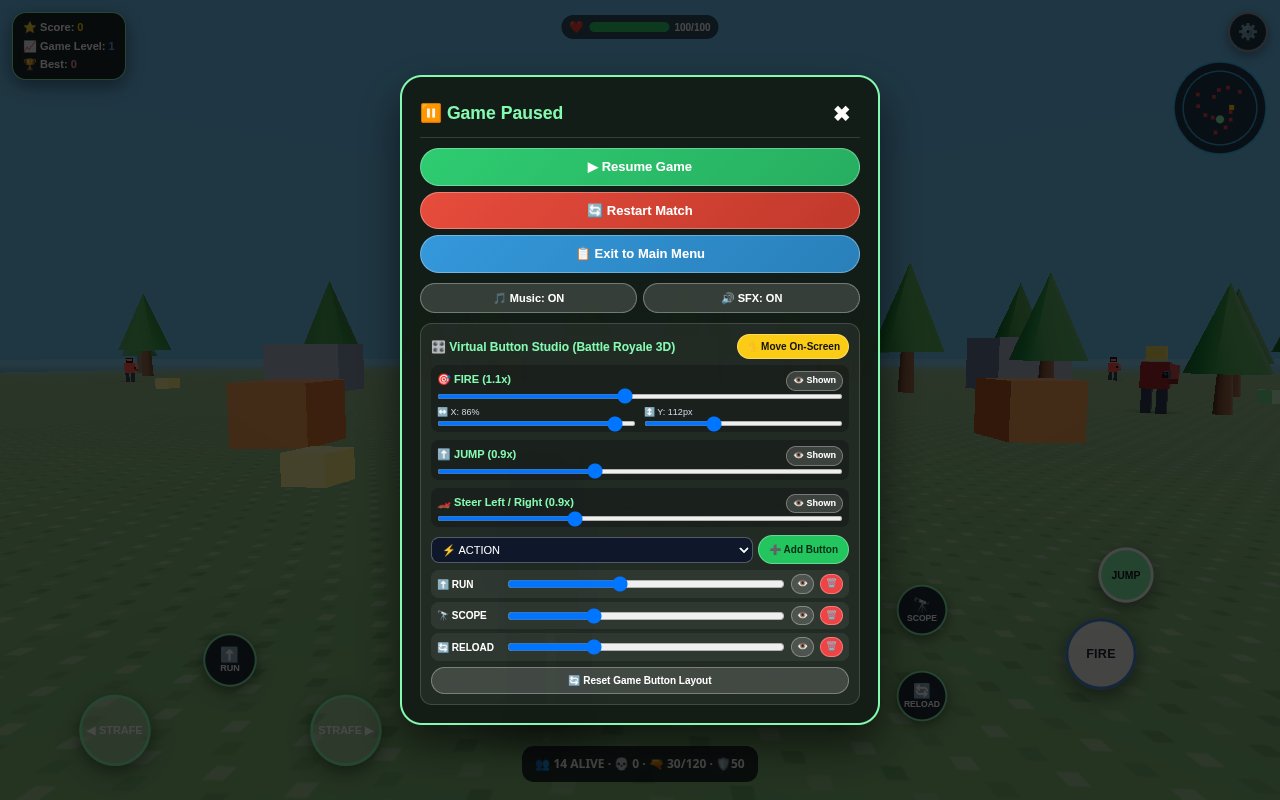 Score: 0
Game Level: 1
Best: 0
100/100
Game Paused
Resume Game
Restart Match
Exit to Main Menu
Music: ON
SFX: ON
Virtual Button Studio (Battle Royale 3D)
Move On-Screen
FIRE (1.1x)
Shown
X: 86%
Y: 112px
JUMP (0.9x)
Shown
Steer Left / Right (0.9x)
Shown
ACTION
Add Button
RUN
SCOPE
RELOAD
Reset Game Button Layout
RUN
STRAFE
STRAFE
JUMP
SCOPE
FIRE
RELOAD
14 ALIVE · 0 · 30/120 · 50